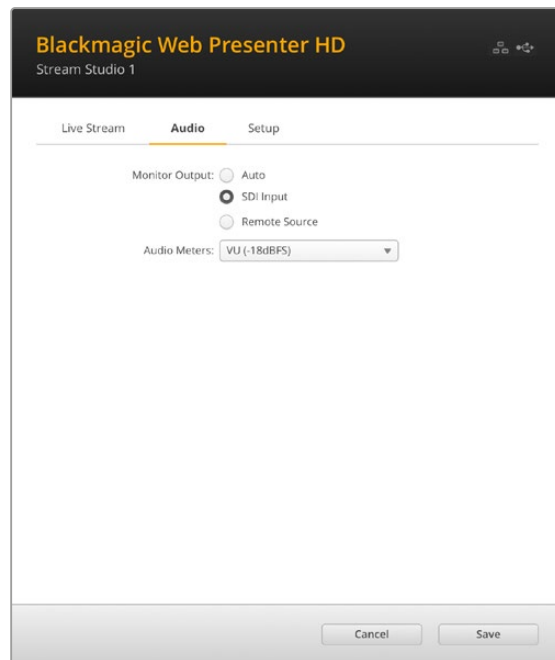 Blackmagic Web Presenter HD
Stream Studio 1
Live Stream Audio Setup
Monitor Output: Auto
SDI Input
Remote Source
Audio Meters: VU (-18dBFS)
Cancel Save